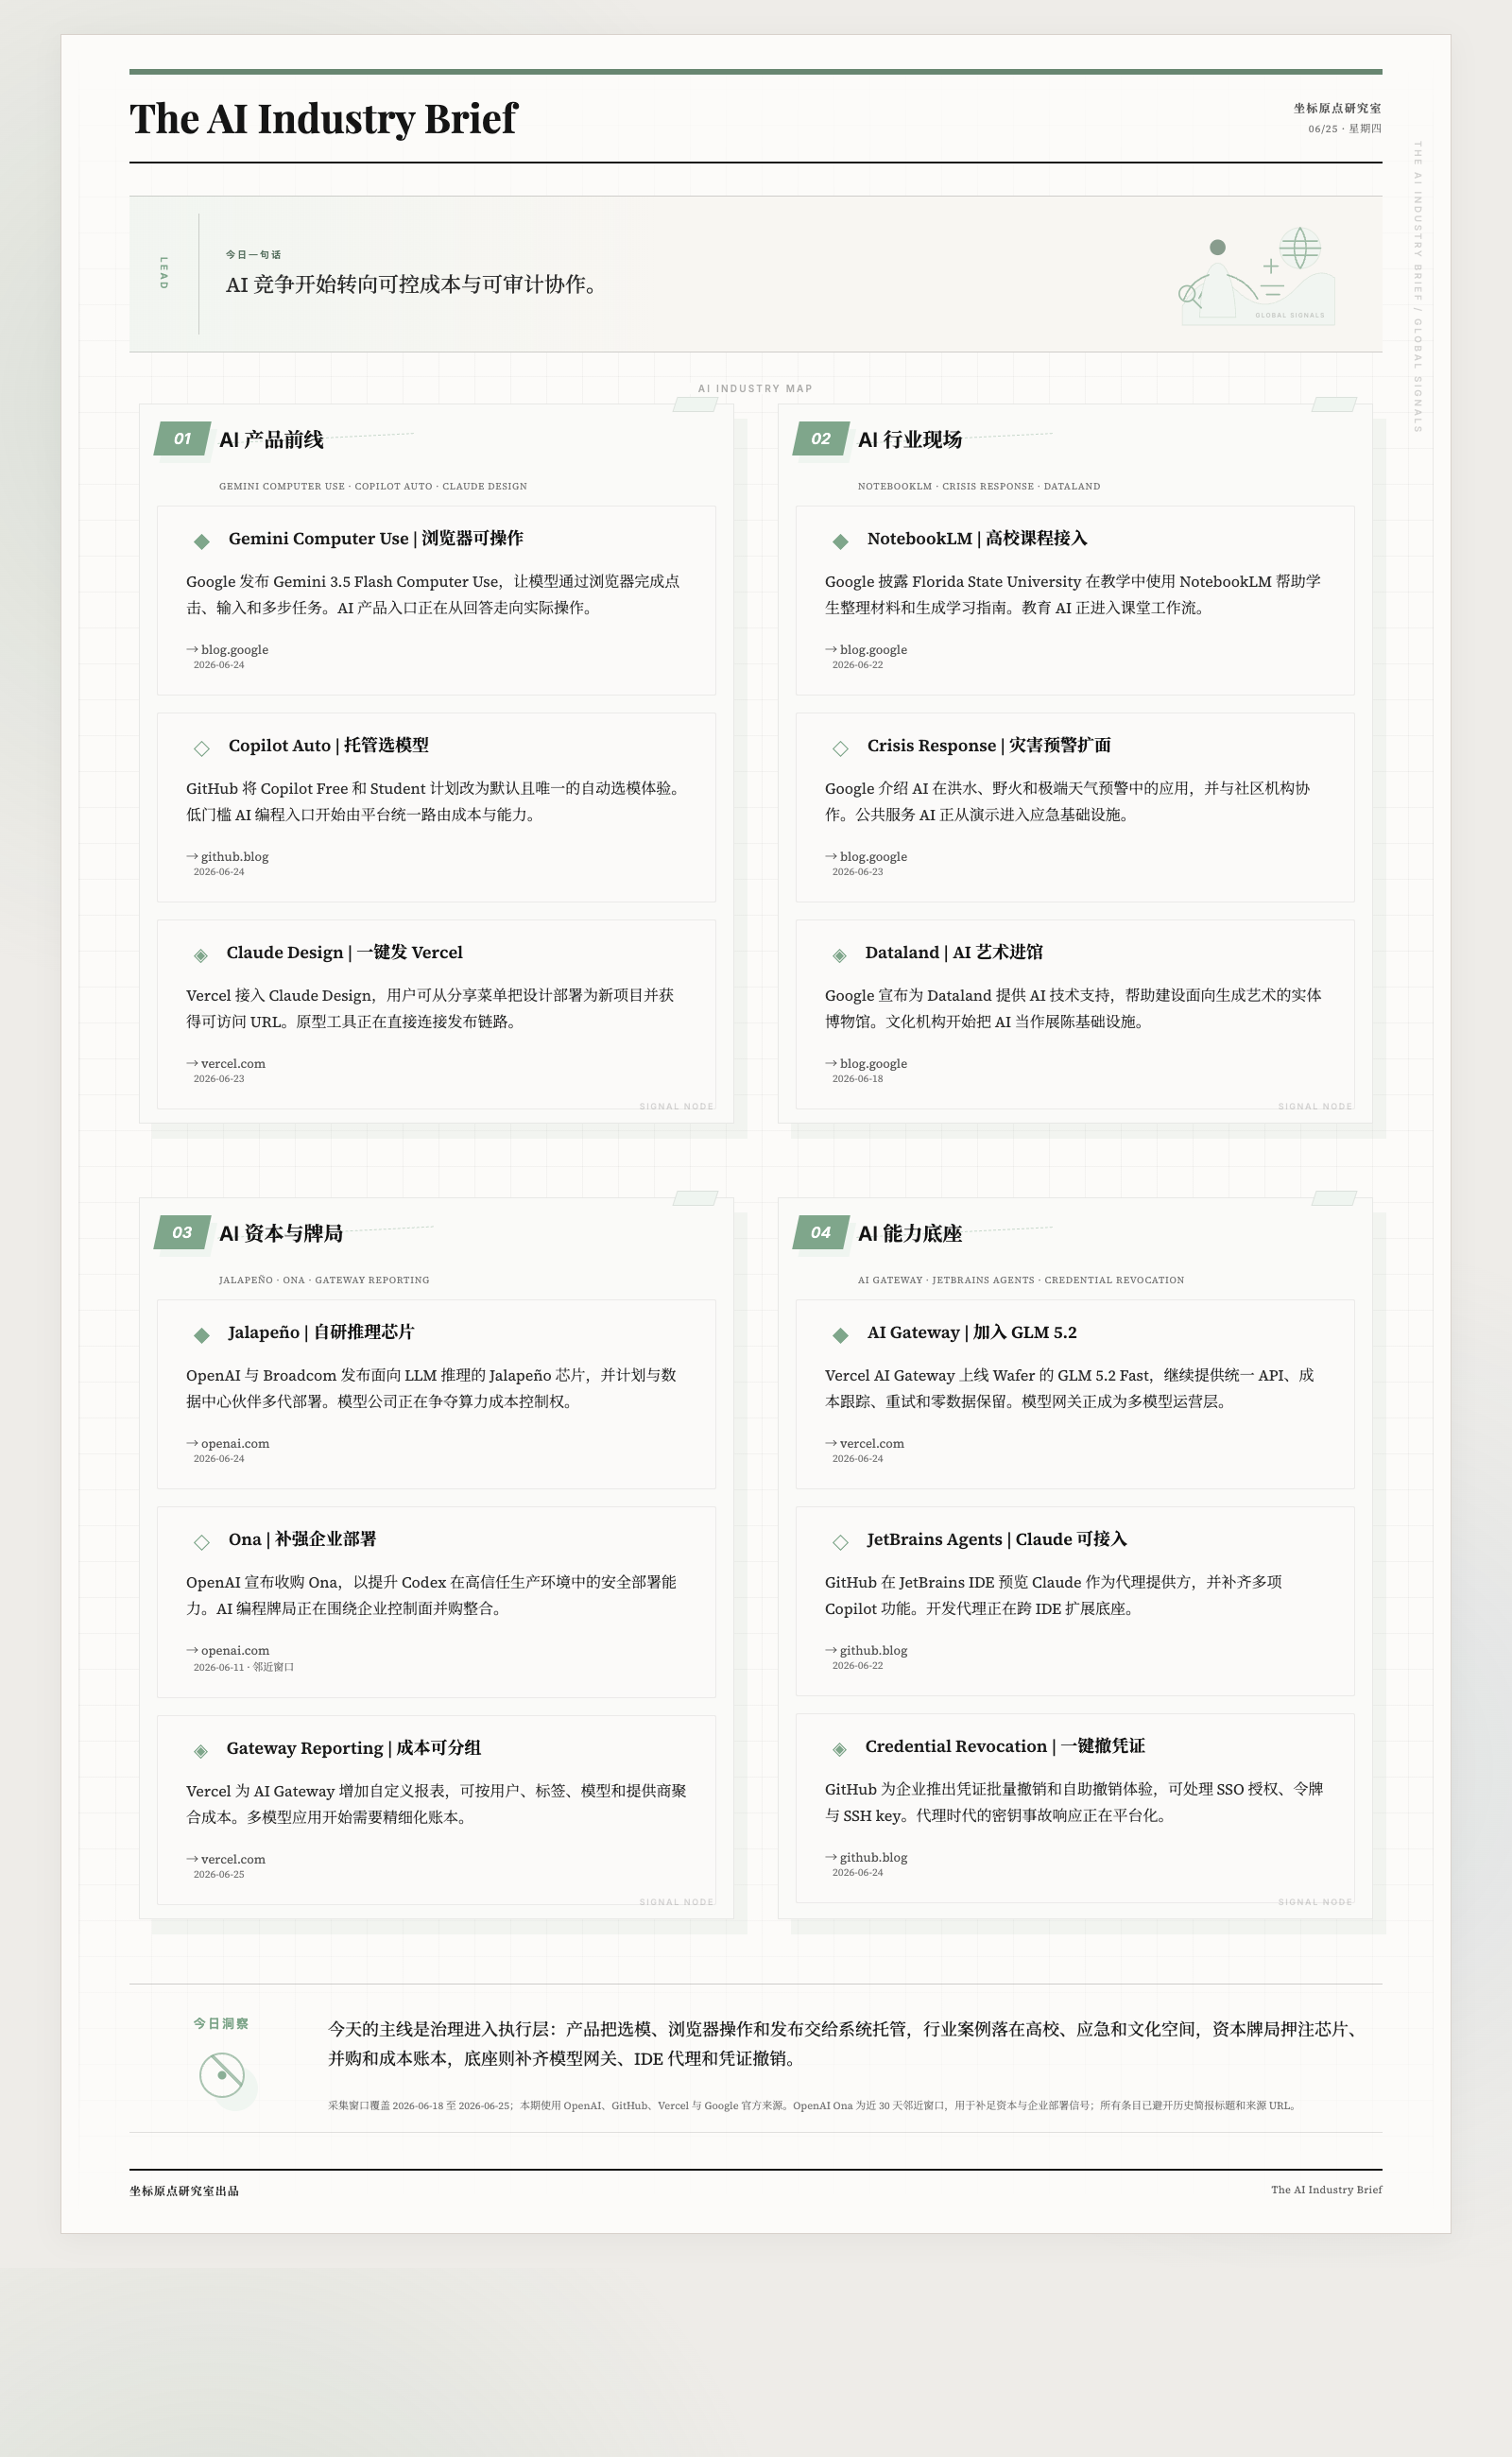 The AI Industry Brief
坐标原点研究室
06/25 · 星期四
THE AI INDUSTRY BRIEF / GLOBAL SIGNALS
LEAD
今日一句话
AI 竞争开始转向可控成本与可审计协作。
GLOBAL SIGNALS
AI INDUSTRY MAP
01
AI 产品前线
GEMINI COMPUTER USE · COPILOT AUTO · CLAUDE DESIGN
Gemini Computer Use | 浏览器可操作
Google 发布 Gemini 3.5 Flash Computer Use，让模型通过浏览器完成点
击、输入和多步任务。AI 产品入口正在从回答走向实际操作。
→ blog.google
2026-06-24
Copilot Auto | 托管选模型
GitHub 将 Copilot Free 和 Student 计划改为默认且唯一的自动选模体验。
低门槛 AI 编程入口开始由平台统一路由成本与能力。
→ github.blog
2026-06-24
Claude Design | 一键发 Vercel
Vercel 接入 Claude Design，用户可从分享菜单把设计部署为新项目并获
得可访问 URL。原型工具正在直接连接发布链路。
→ vercel.com
2026-06-23
SIGNAL NODE
02
AI 行业现场
NOTEBOOKLM · CRISIS RESPONSE · DATALAND
NotebookLM | 高校课程接入
Google 披露 Florida State University 在教学中使用 NotebookLM 帮助学
生整理材料和生成学习指南。教育 AI 正进入课堂工作流。
→ blog.google
2026-06-22
Crisis Response | 灾害预警扩面
Google 介绍 AI 在洪水、野火和极端天气预警中的应用，并与社区机构协
作。公共服务 AI 正从演示进入应急基础设施。
→ blog.google
2026-06-23
Dataland | AI 艺术进馆
Google 宣布为 Dataland 提供 AI 技术支持，帮助建设面向生成艺术的实体
博物馆。文化机构开始把 AI 当作展陈基础设施。
→ blog.google
2026-06-18
SIGNAL NODE
03
AI 资本与牌局
JALAPEÑO · ONA · GATEWAY REPORTING
Jalapeño | 自研推理芯片
OpenAI 与 Broadcom 发布面向 LLM 推理的 Jalapeño 芯片，并计划与数
据中心伙伴多代部署。模型公司正在争夺算力成本控制权。
→ openai.com
2026-06-24
Ona | 补强企业部署
OpenAI 宣布收购 Ona，以提升 Codex 在高信任生产环境中的安全部署能
力。AI 编程牌局正在围绕企业控制面并购整合。
→ openai.com
2026-06-11 · 邻近窗口
Gateway Reporting | 成本可分组
Vercel 为 AI Gateway 增加自定义报表，可按用户、标签、模型和提供商聚
合成本。多模型应用开始需要精细化账本。
→ vercel.com
2026-06-25
SIGNAL NODE
04
AI 能力底座
AI GATEWAY · JETBRAINS AGENTS · CREDENTIAL REVOCATION
AI Gateway | 加入 GLM 5.2
Vercel AI Gateway 上线 Wafer 的 GLM 5.2 Fast，继续提供统一 API、成
本跟踪、重试和零数据保留。模型网关正成为多模型运营层。
→ vercel.com
2026-06-24
JetBrains Agents | Claude 可接入
GitHub 在 JetBrains IDE 预览 Claude 作为代理提供方，并补齐多项
Copilot 功能。开发代理正在跨 IDE 扩展底座。
→ github.blog
2026-06-22
Credential Revocation | 一键撤凭证
GitHub 为企业推出凭证批量撤销和自助撤销体验，可处理 SSO 授权、令牌
与 SSH key。代理时代的密钥事故响应正在平台化。
→ github.blog
2026-06-24
SIGNAL NODE
今日洞察
今天的主线是治理进入执行层：产品把选模、浏览器操作和发布交给系统托管，行业案例落在高校、应急和文化空间，资本牌局押注芯片、
并购和成本账本，底座则补齐模型网关、IDE 代理和凭证撤销。
采集窗口覆盖 2026-06-18 至 2026-06-25；本期使用 OpenAI、GitHub、Vercel 与 Google 官方来源。OpenAI Ona 为近 30 天邻近窗口，用于补足资本与企业部署信号；所有条目已避开历史简报标题和来源 URL。
坐标原点研究室出品
The AI Industry Brief